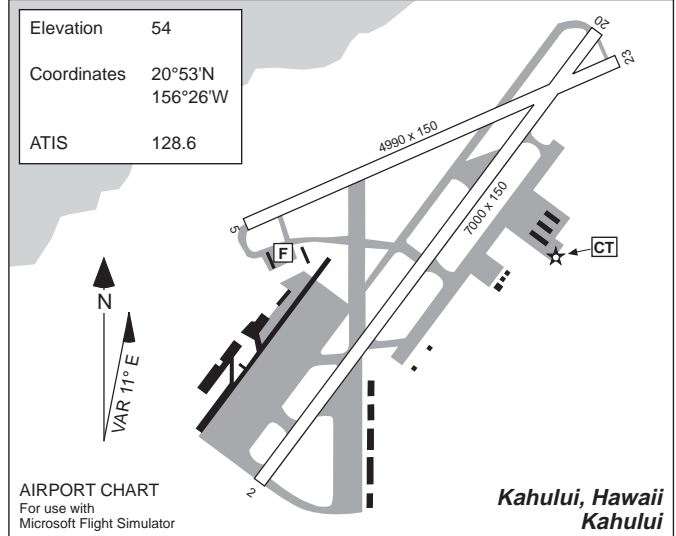 Elevation 54
Coordinates 20°53'N
156°26'W
ATIS 128.6
20
23
4990 x 150
7000 x 150
5
F
CT
N
VAR 11° E
2
AIRPORT CHART
For use with
Microsoft Flight Simulator
Kahului, Hawaii
Kahului